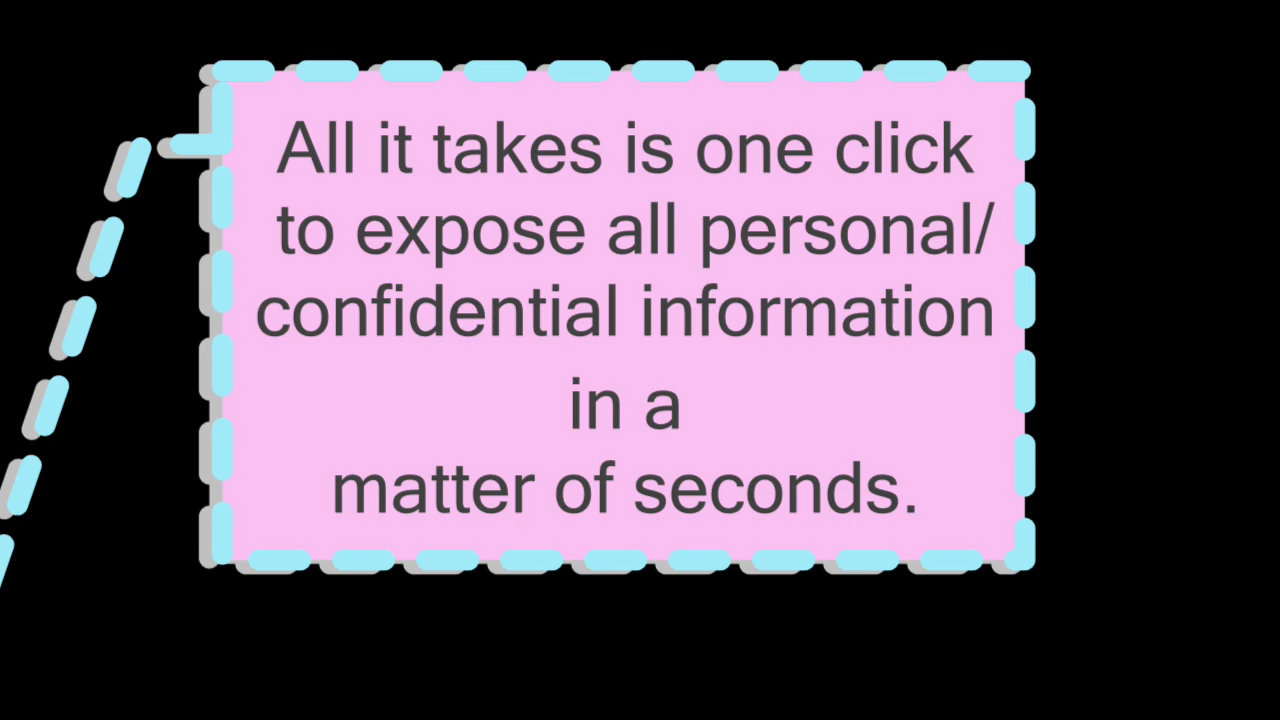 All it takes is one click
to expose all personal/
confidential information
in a
matter of seconds.